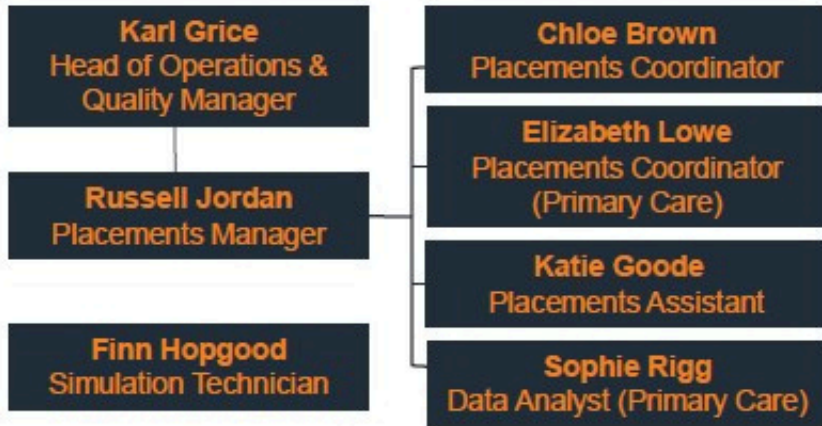 Karl Grice
Head of Operations &
Quality Manager
Russell Jordan
Placements Manager
Finn Hopgood
Simulation Technician
Chloe Brown
Placements Coordinator
Elizabeth Lowe
Placements Coordinator
(Primary Care)
Katie Goode
Placements Assistant
Sophie Rigg
Data Analyst (Primary Care)